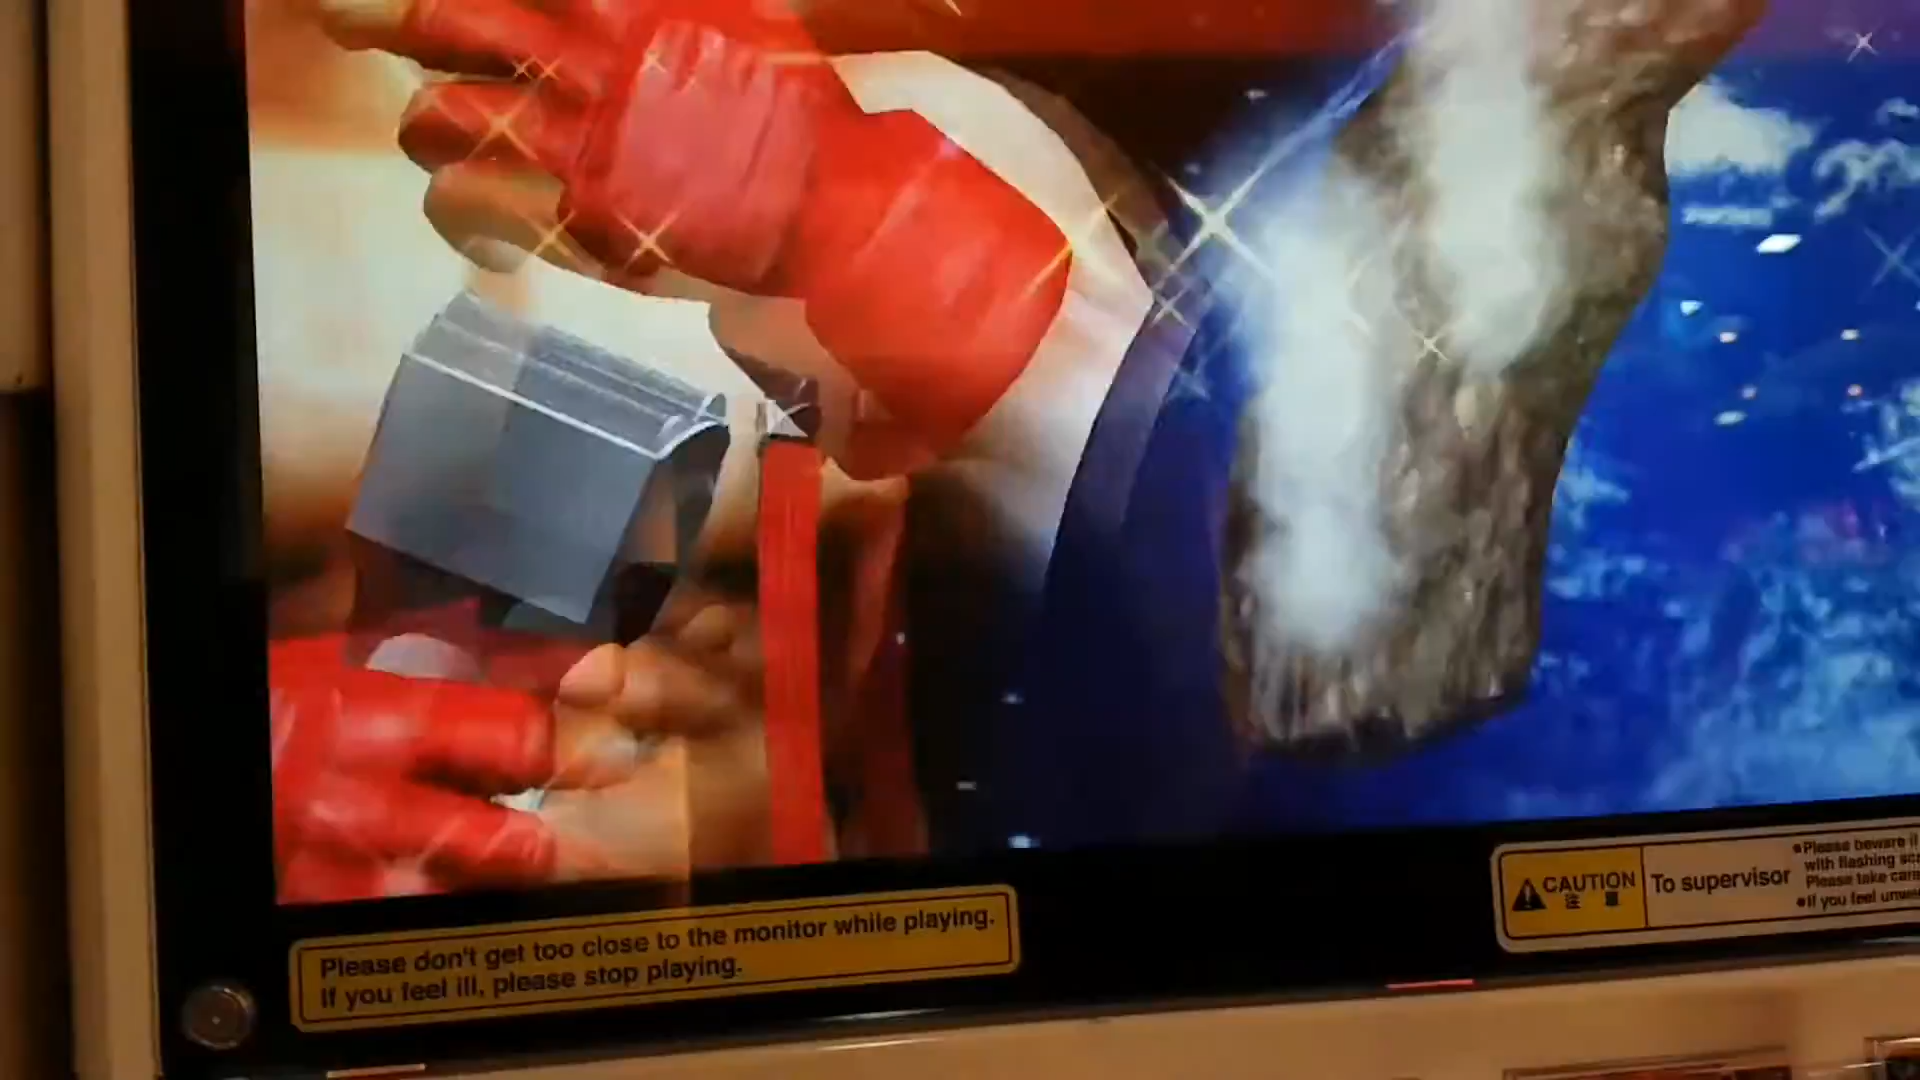 Please don't get too close to the monitor while playing.
If you feel ill, please stop playing.
CAUTION
注
To supervisor
•Please beware
with flashing
Please take
•If you feel